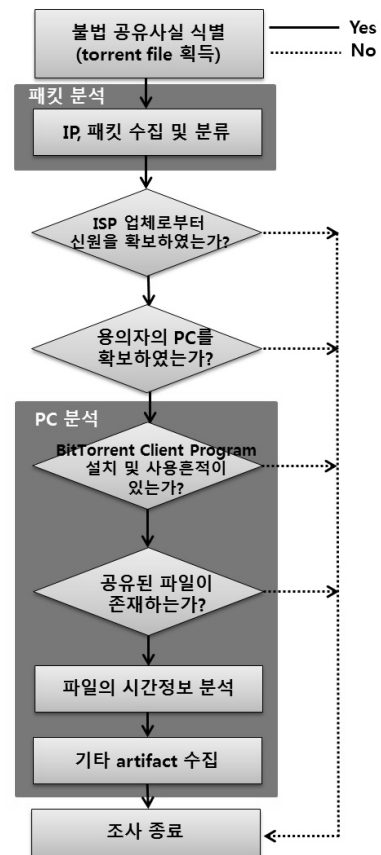 불법 공유사실 식별
(torrent file 획득)
Yes
No
패킷 분석
IP, 패킷 수집 및 분류
ISP 업체로부터
신원을 확보하였는가?
용의자의 PC를
확보하였는가?
PC 분석
BitTorrent Client Program
설치 및 사용흔적이
있는가?
공유된 파일이
존재하는가?
파일의 시간정보 분석
기타 artifact 수집
조사 종료